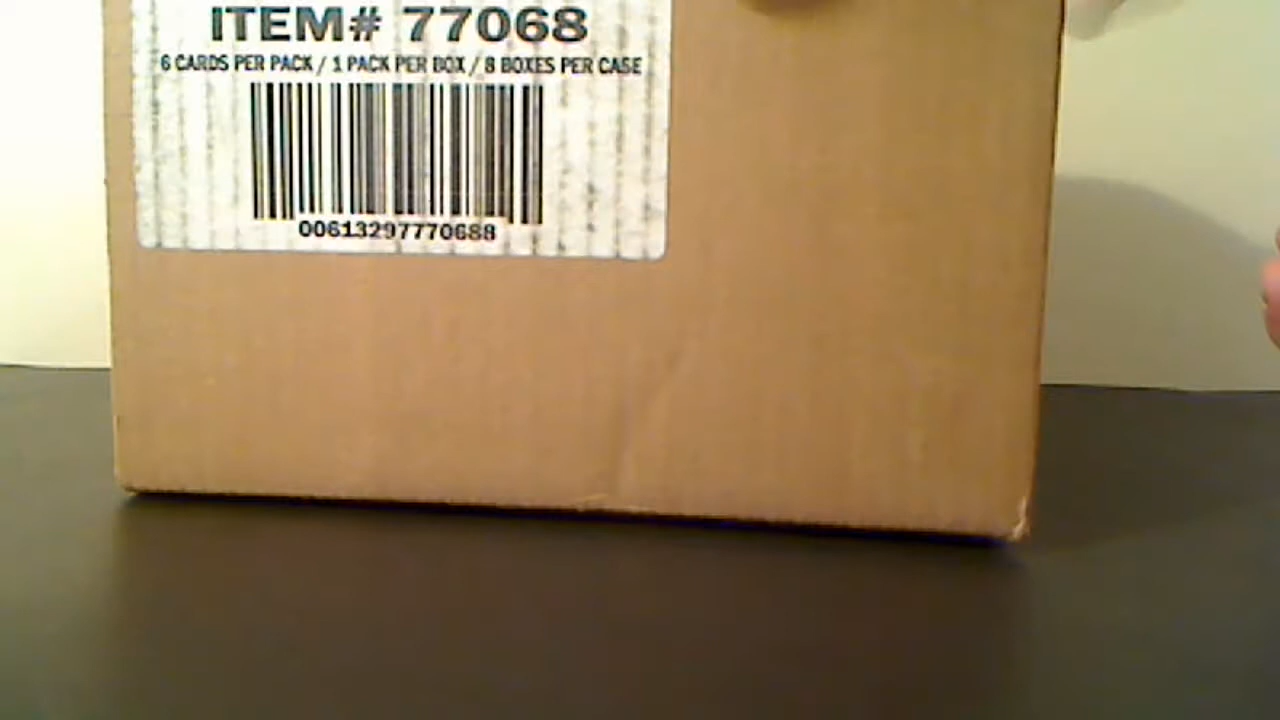 ITEM# 77068
6 CARDS PER PACK / 1 PACK PER BOX / 8 BOXES PER CASE
00613297770688